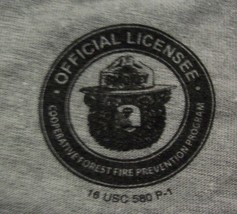 • OFFICIAL LICENSEE •
COOPERATIVE FOREST FIRE PREVENTION PROGRAM
16 USC 580 P-1